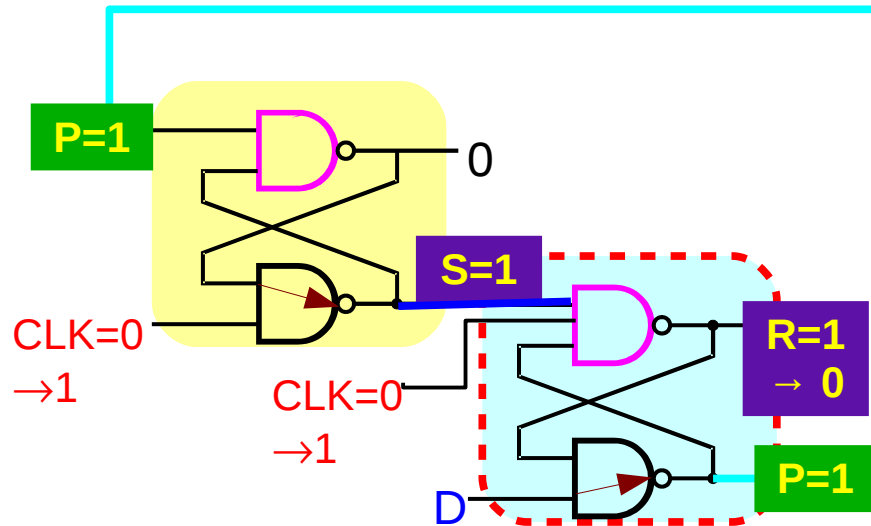 P=1
0
S=1
CLK=0
→1
R=1
→ 0
CLK=0
→1
P=1
D